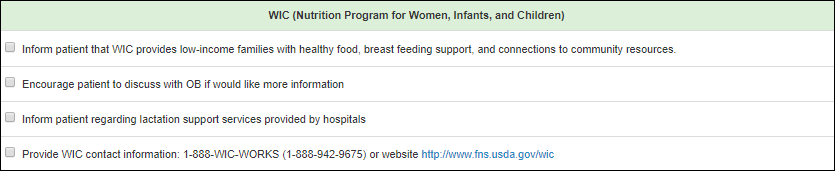 WIC (Nutrition Program for Women, Infants, and Children)
Inform patient that WIC provides low-income families with healthy food, breast feeding support, and connections to community resources.
Encourage patient to discuss with OB if would like more information
Inform patient regarding lactation support services provided by hospitals
Provide WIC contact information: 1-888-WIC-WORKS (1-888-942-9675) or website http://www.fns.usda.gov/wic